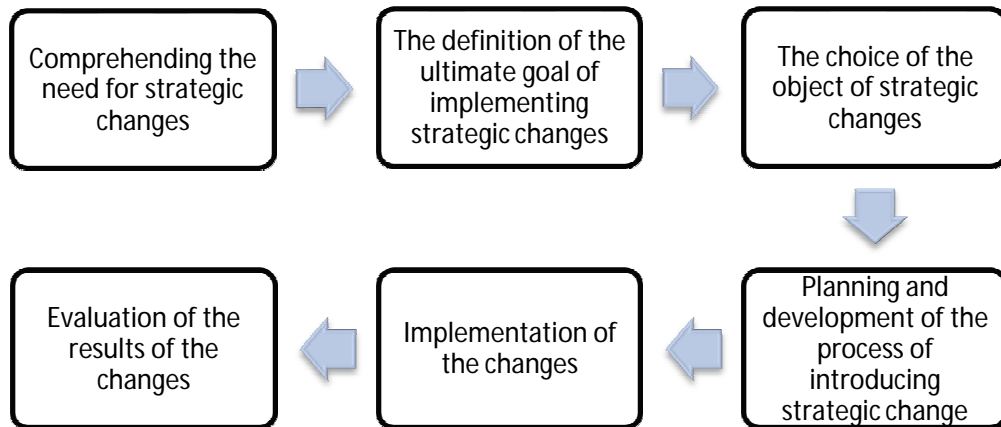 Comprehending the
need for strategic
changes
The definition of the
ultimate goal of
implementing
strategic changes
The choice of the
object of strategic
changes
Planning and
development of the
process of
introducing
strategic change
Implementation of
the changes
Evaluation of the
results of the
changes